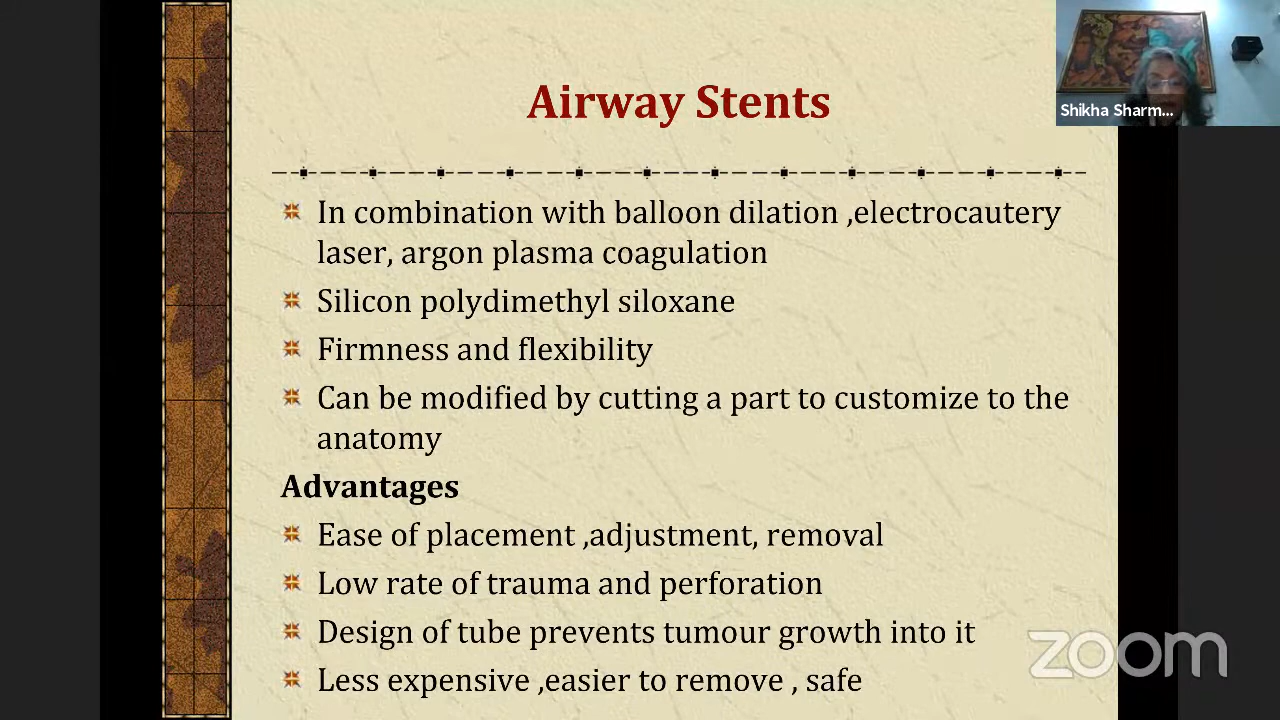 Airway Stents
Shikha Sharm...
In combination with balloon dilation ,electrocautery
laser, argon plasma coagulation
Silicon polydimethyl siloxane
Firmness and flexibility
Can be modified by cutting a part to customize to the
anatomy
Advantages
Ease of placement ,adjustment, removal
Low rate of trauma and perforation
Design of tube prevents tumour growth into it
Less expensive ,easier to remove , safe
zoom